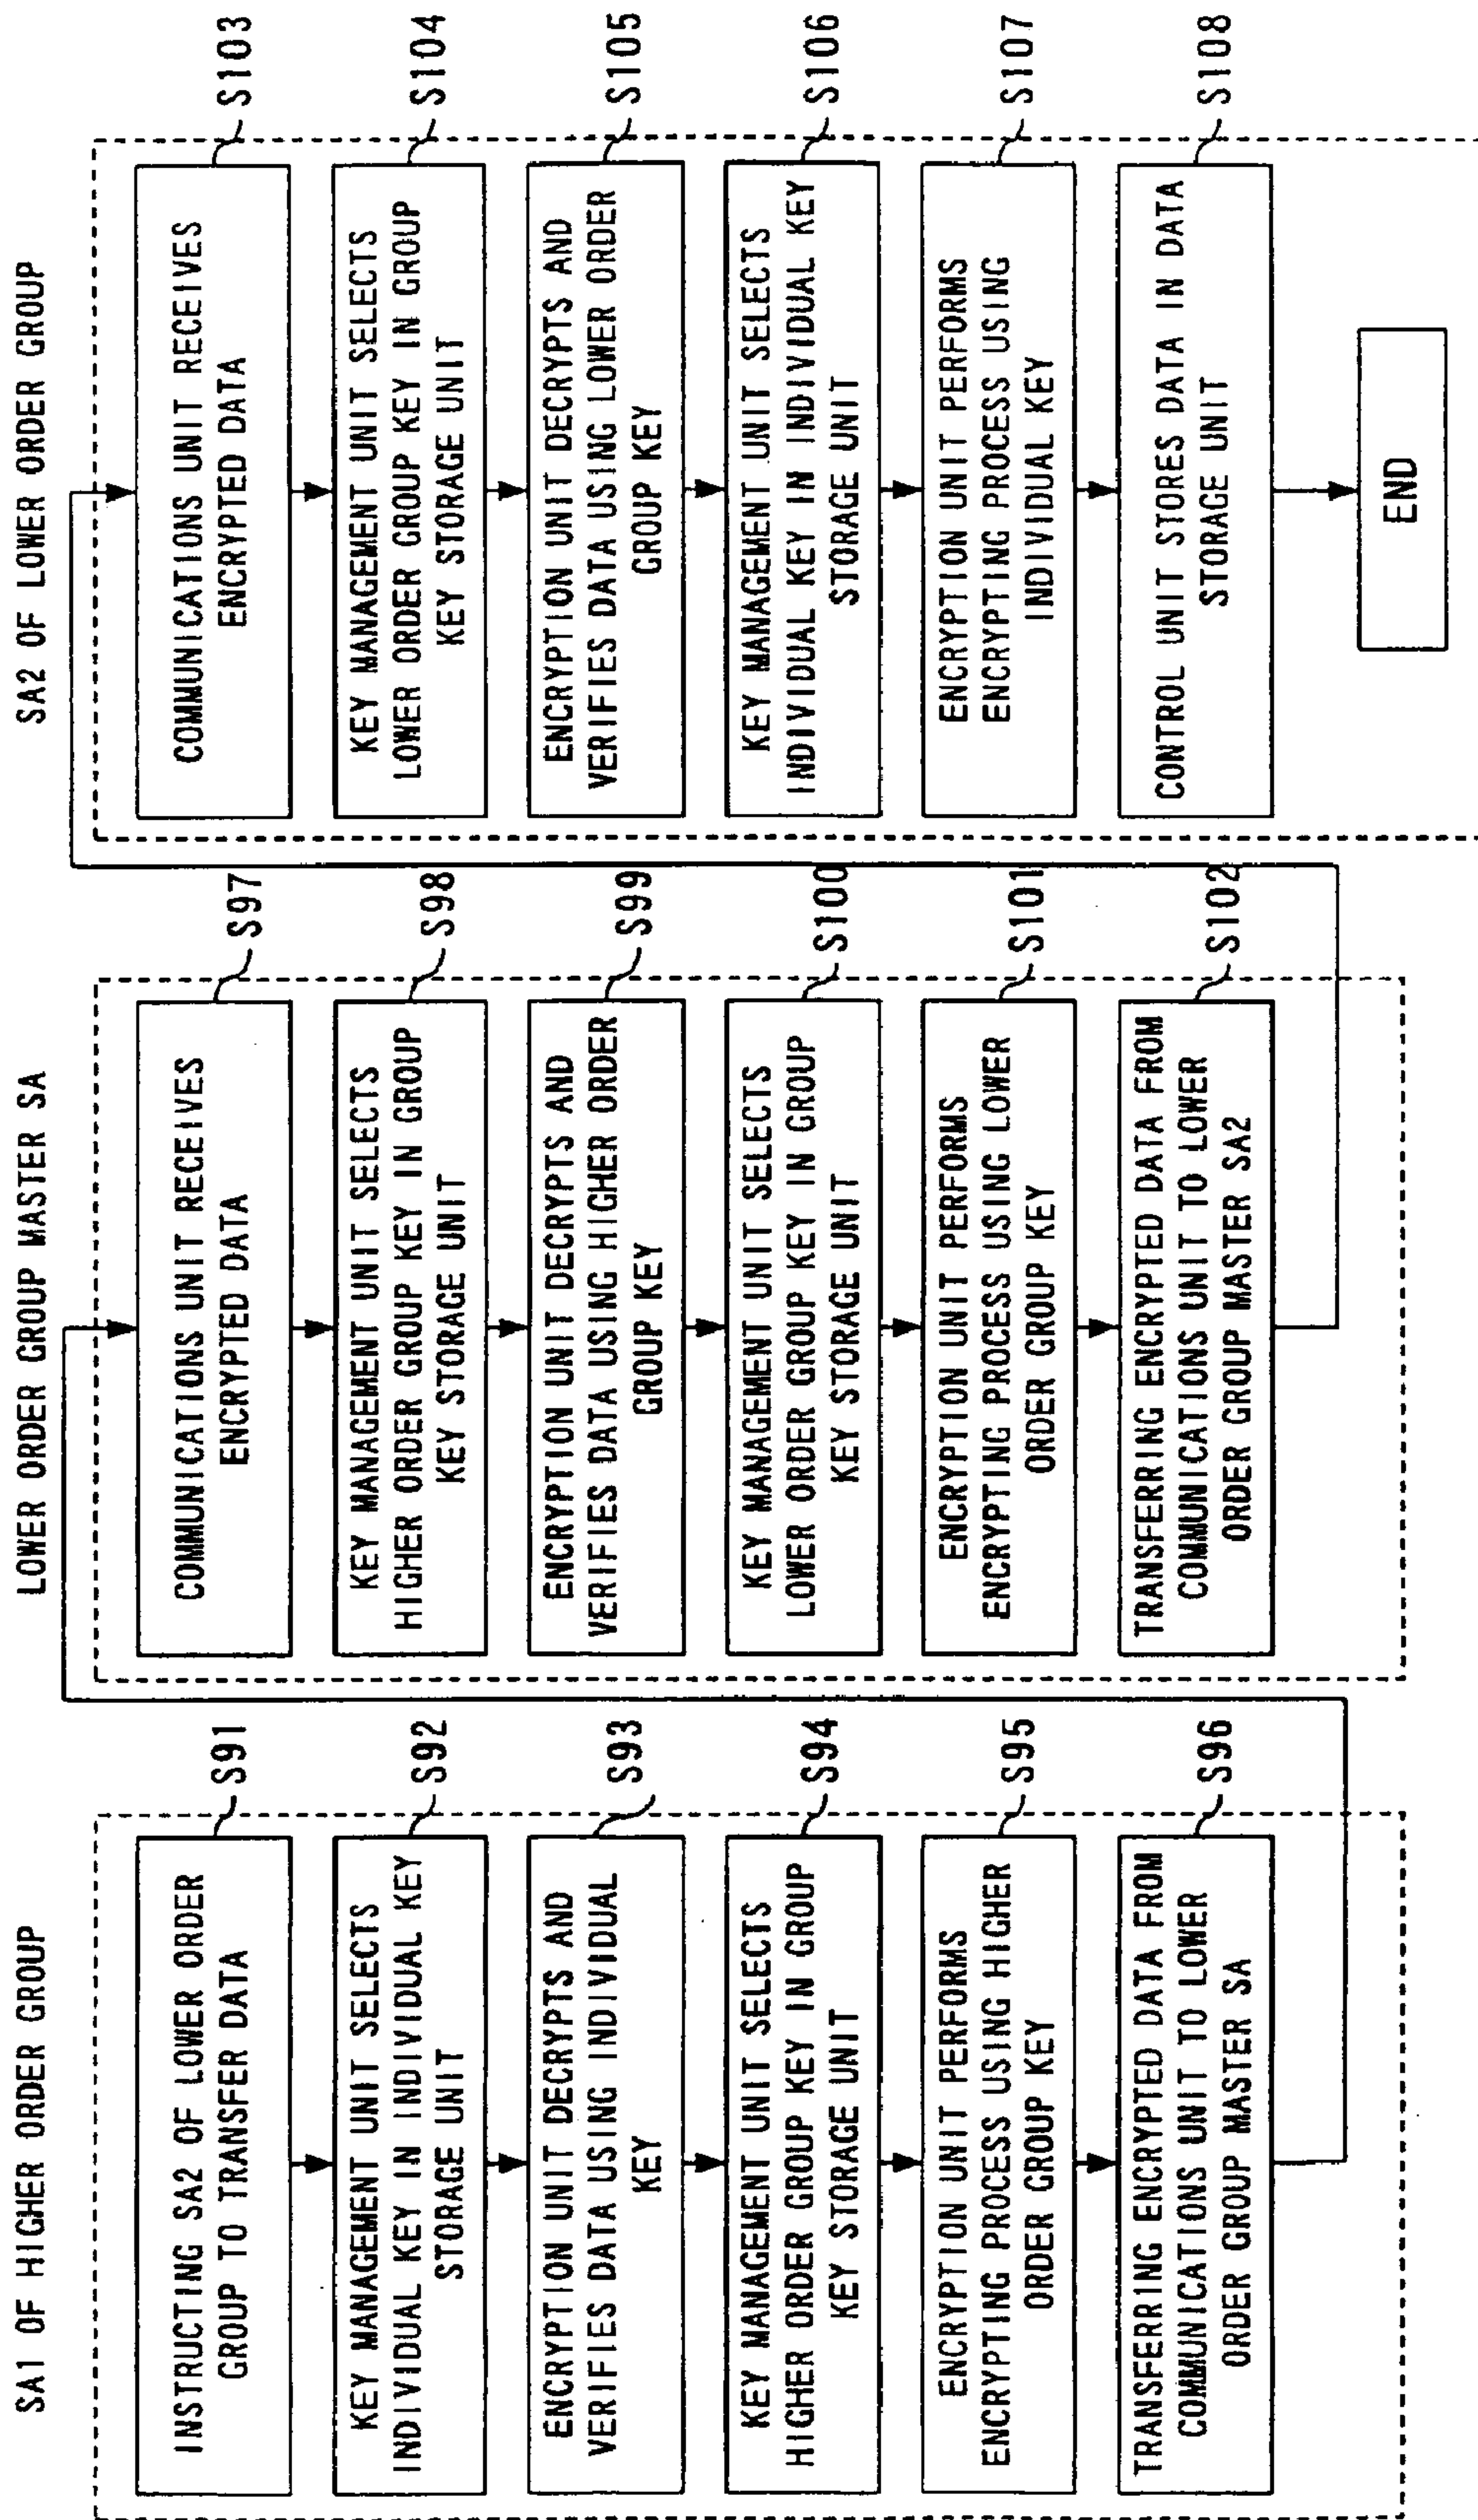 SA1 OF HIGHER ORDER GROUP
INSTRUCTING SA2 OF LOWER ORDER
GROUP TO TRANSFER DATA
S91
KEY MANAGEMENT UNIT SELECTS
INDIVIDUAL KEY IN INDIVIDUAL KEY
STORAGE UNIT
S92
ENCRYPTION UNIT DECRYPTS AND
VERIFIES DATA USING INDIVIDUAL
KEY
S93
KEY MANAGEMENT UNIT SELECTS
HIGHER ORDER GROUP KEY IN GROUP
KEY STORAGE UNIT
S94
ENCRYPTION UNIT PERFORMS
ENCRYPTING PROCESS USING HIGHER
ORDER GROUP KEY
S95
TRANSFERRING ENCRYPTED DATA FROM
COMMUNICATIONS UNIT TO LOWER
ORDER GROUP MASTER SA
S96
LOWER ORDER GROUP MASTER SA
COMMUNICATIONS UNIT RECEIVES
ENCRYPTED DATA
S97
KEY MANAGEMENT UNIT SELECTS
HIGHER ORDER GROUP KEY IN GROUP
KEY STORAGE UNIT
S98
ENCRYPTION UNIT DECRYPTS AND
VERIFIES DATA USING HIGHER ORDER
GROUP KEY
S99
KEY MANAGEMENT UNIT SELECTS
LOWER ORDER GROUP KEY IN GROUP
KEY STORAGE UNIT
S100
ENCRYPTION UNIT PERFORMS
ENCRYPTING PROCESS USING LOWER
ORDER GROUP KEY
S101
TRANSFERRING ENCRYPTED DATA FROM
COMMUNICATIONS UNIT TO LOWER
ORDER GROUP MASTER SA2
S102
SA2 OF LOWER ORDER GROUP
COMMUNICATIONS UNIT RECEIVES
ENCRYPTED DATA
S103
KEY MANAGEMENT UNIT SELECTS
LOWER ORDER GROUP KEY IN GROUP
KEY STORAGE UNIT
S104
ENCRYPTION UNIT DECRYPTS AND
VERIFIES DATA USING LOWER ORDER
GROUP KEY
S105
KEY MANAGEMENT UNIT SELECTS
INDIVIDUAL KEY IN INDIVIDUAL KEY
STORAGE UNIT
S106
ENCRYPTION UNIT PERFORMS
ENCRYPTING PROCESS USING
INDIVIDUAL KEY
S107
CONTROL UNIT STORES DATA IN DATA
STORAGE UNIT
S108
END